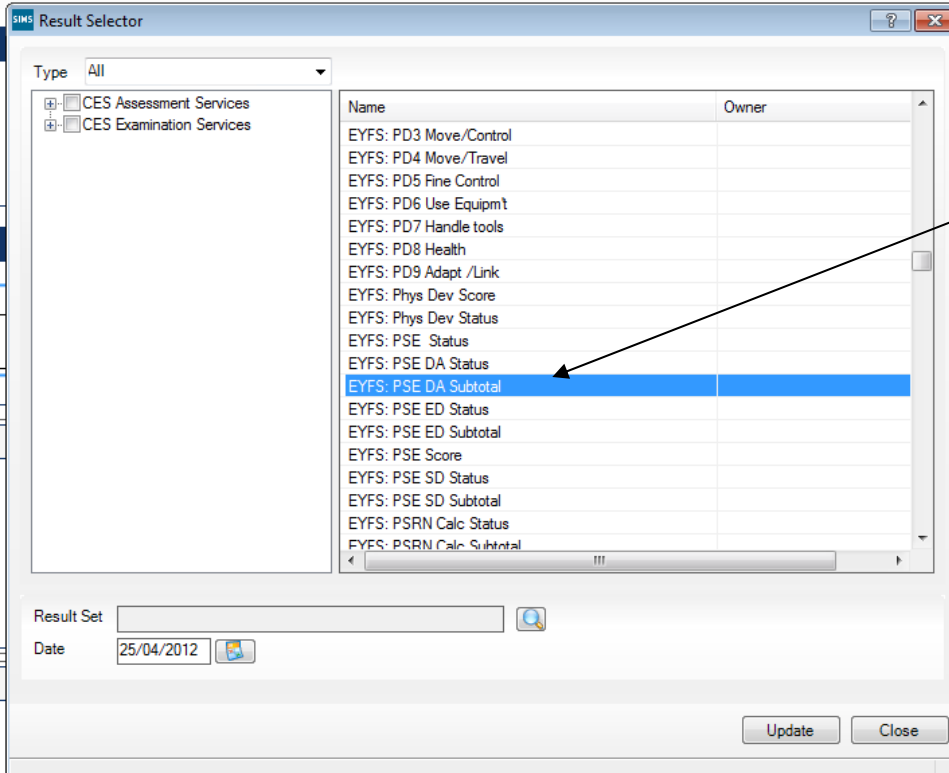 SIMS Result Selector
Type All
CES Assessment Services
CES Examination Services
Name Owner
EYFS: PD3 Move/Control
EYFS: PD4 Move/Travel
EYFS: PD5 Fine Control
EYFS: PD6 Use Equipm't
EYFS: PD7 Handle tools
EYFS: PD8 Health
EYFS: PD9 Adapt /Link
EYFS: Phys Dev Score
EYFS: Phys Dev Status
EYFS: PSE  Status
EYFS: PSE DA Status
EYFS: PSE DA Subtotal
EYFS: PSE ED Status
EYFS: PSE ED Subtotal
EYFS: PSE Score
EYFS: PSE SD Status
EYFS: PSE SD Subtotal
EYFS: PSRN Calc Status
EYFS: PSRN Calc Subtotal
Result Set
Date 25/04/2012
Update Close